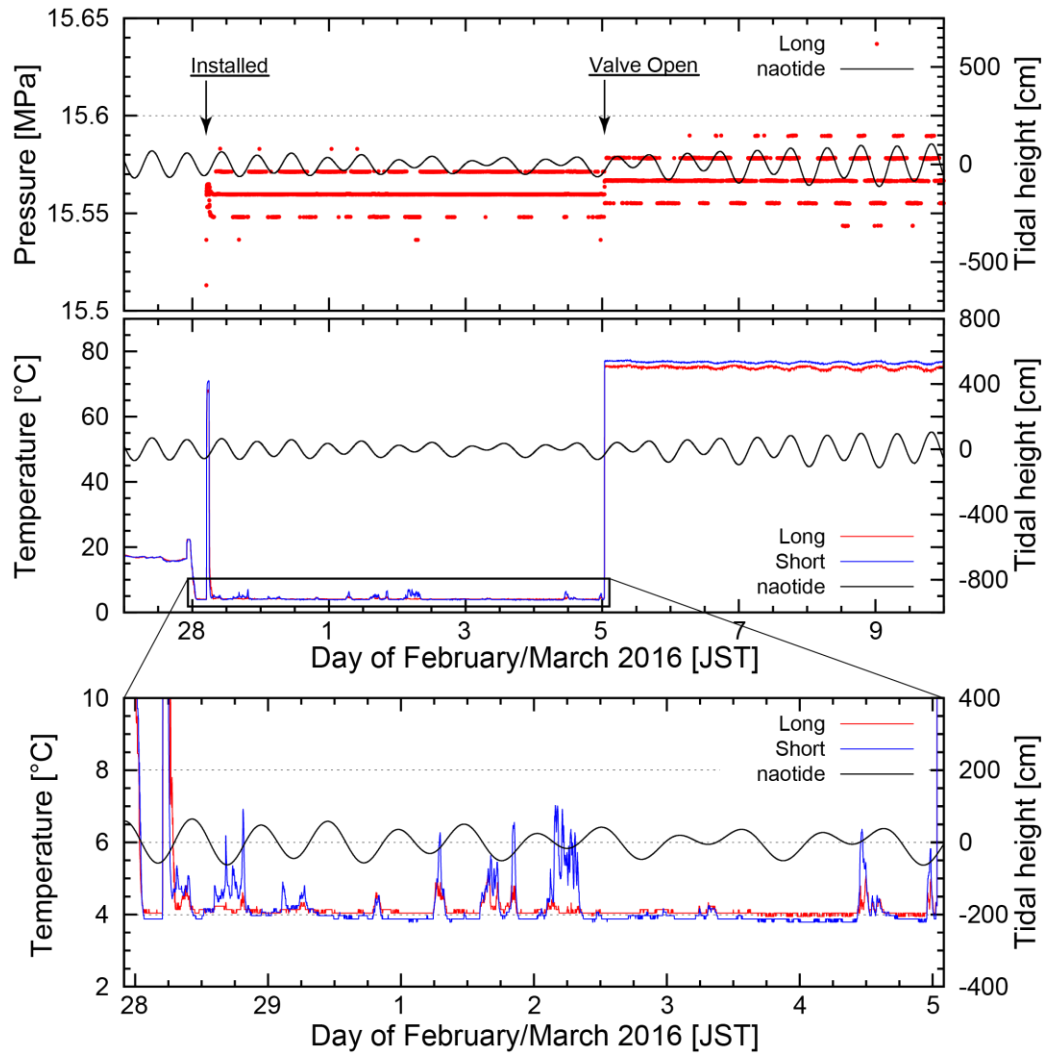 15.65
15.6
15.55
15.5
Pressure [MPa]
Installed
Valve Open
Long
naotide
500
0
-500
Tidal height [cm]
80
60
40
20
0
Temperature [°C]
Long
Short
naotide
800
400
0
-400
-800
Tidal height [cm]
28 1 3 5 7 9
Day of February/March 2016 [JST]
10
8
6
4
2
Temperature [°C]
Long
Short
naotide
400
200
0
-200
-400
Tidal height [cm]
28 29 1 2 3 4 5
Day of February/March 2016 [JST]